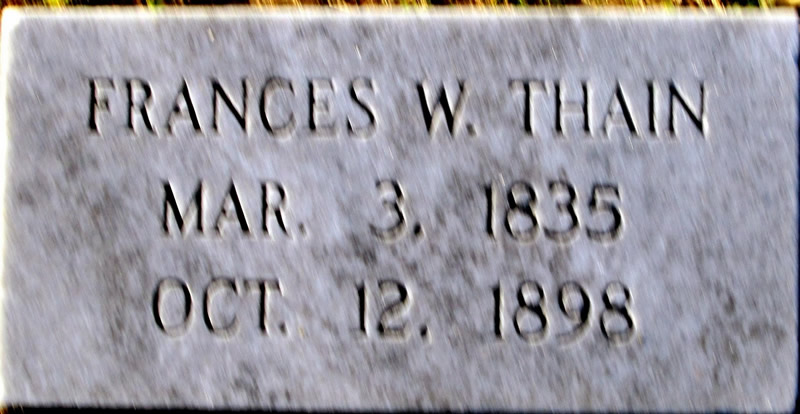 FRANCES W. THAIN
MAR. 3, 1835
OCT. 12, 1898